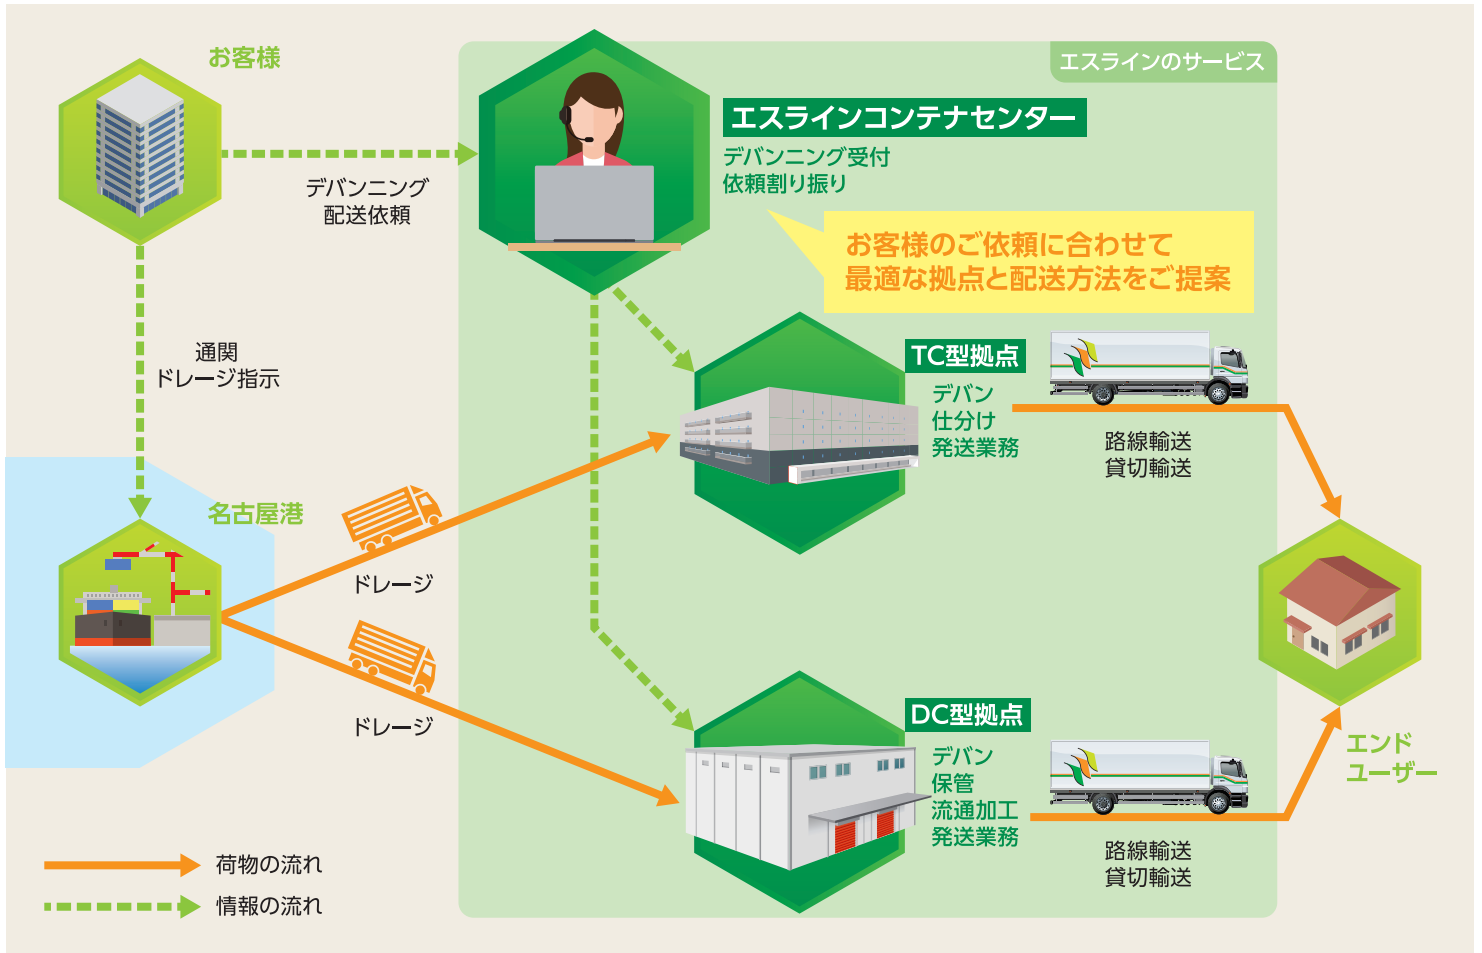 お客様
エスラインのサービス
エスラインコンテナセンター
デバンニング受付
依頼割り振り
デバンニング
配送依頼
お客様のご依頼に合わせて
最適な拠点と配送方法をご提案
通関
ドレージ指示
TC型拠点
デバン
仕分け
発送業務
路線輸送
貸切輸送
名古屋港
ドレージ
ドレージ
DC型拠点
デバン
保管
流通加工
発送業務
路線輸送
貸切輸送
エンド
ユーザー
荷物の流れ
情報の流れ